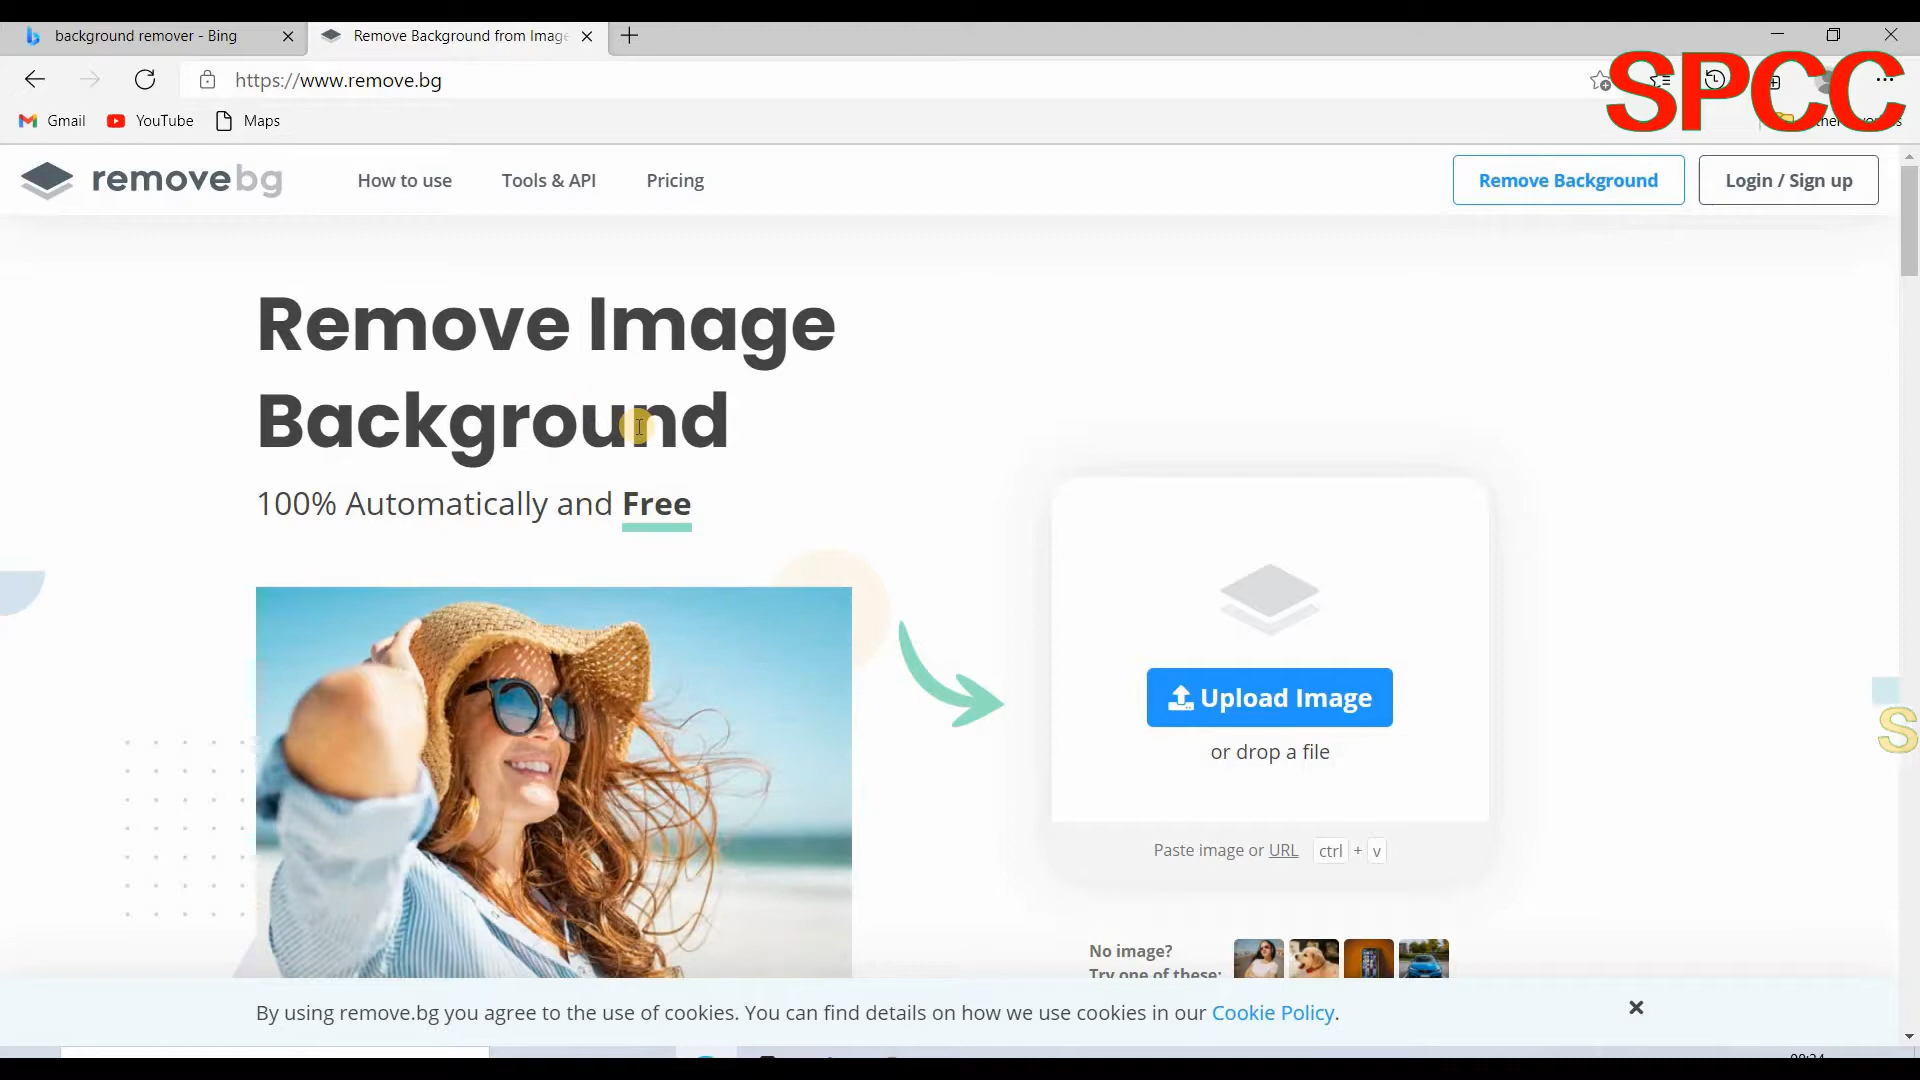 background remover - Bing
Remove Background from Image
https://www.remove.bg
SPCC
Gmail
YouTube
Maps
removebg
How to use
Tools & API
Pricing
Remove Background
Login / Sign up
Remove Image
Background
100% Automatically and Free
Upload Image
or drop a file
S
Paste image or URL ctrl + v
No image?
Try one of these:
By using remove.bg you agree to the use of cookies. You can find details on how we use cookies in our Cookie Policy.